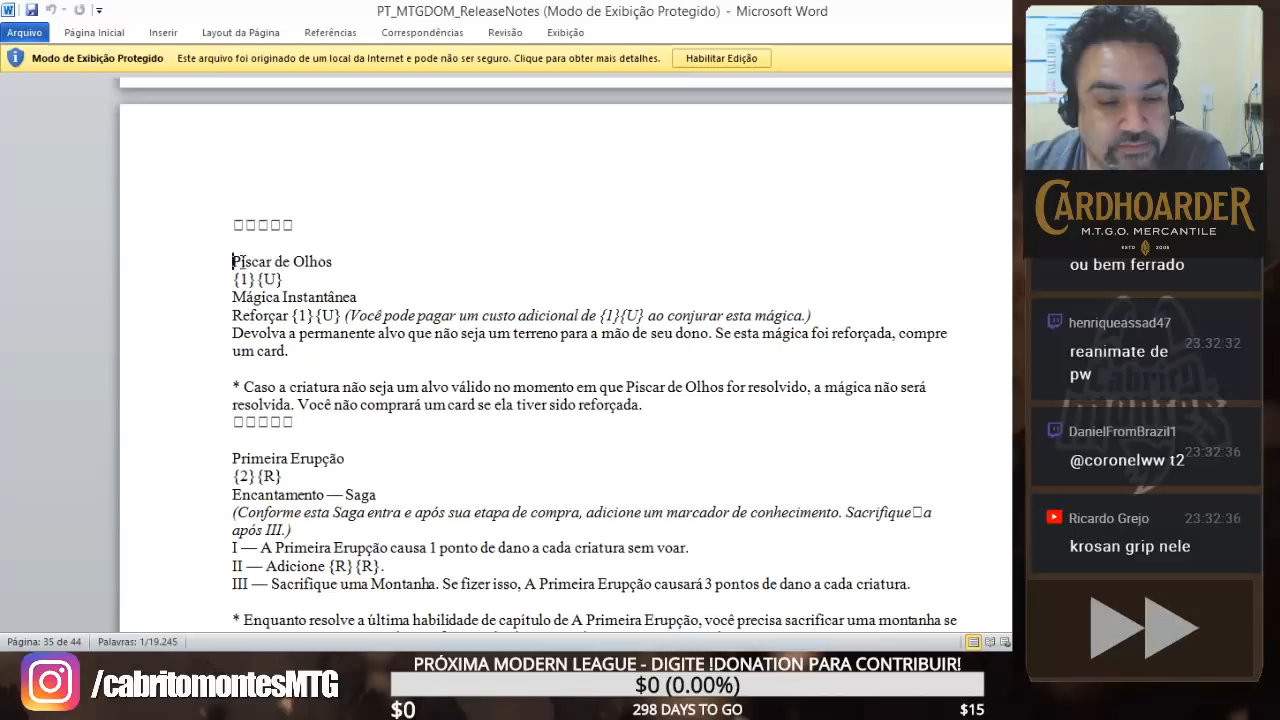 PT_MTGDOM_ReleaseNotes (Modo de Exibição Protegido) - Microsoft Word
Arquivo Página Inicial Inserir Layout da Página Referências Correspondências Revisão Exibição
Modo de Exibição Protegido Este arquivo foi originado de um local da Internet e pode não ser seguro. Clique para obter mais detalhes. Habilitar Edição
Piscar de Olhos
{1}{U}
Mágica Instantânea
Reforçar {1}{U} (Você pode pagar um custo adicional de {1}{U} ao conjurar esta mágica.)
Devolva a permanente alvo que não seja um terreno para a mão de seu dono. Se esta mágica foi reforçada, compre
um card.
* Caso a criatura não seja um alvo válido no momento em que Piscar de Olhos for resolvido, a mágica não será
resolvida. Você não comprará um card se ela tiver sido reforçada.
Primeira Erupção
{2}{R}
Encantamento — Saga
(Conforme esta Saga entra e após sua etapa de compra, adicione um marcador de conhecimento. Sacrifique□a
após III.)
I — A Primeira Erupção causa 1 ponto de dano a cada criatura sem voar.
II — Adicione {R}{R}.
III — Sacrifique uma Montanha. Se fizer isso, A Primeira Erupção causará 3 pontos de dano a cada criatura.
* Enquanto resolve a última habilidade de capítulo de A Primeira Erupção, você precisa sacrificar uma montanha se
Página: 35 de 44 Palavras: 1/19.245
CARDHOARDER
M.T.G.O. MERCANTILE
ESTD 2005
ou bem ferrado
henriqueassad47 23:32:32
reanimate de
pw
DanielFromBrazil1 23:32:36
@coronelww t2
Ricardo Grejo 23:32:36
krosan grip nele
/cabritomontesMTG
PRÓXIMA MODERN LEAGUE - DIGITE !DONATION PARA CONTRIBUIR!
$0 (0.00%)
$0 298 DAYS TO GO $15